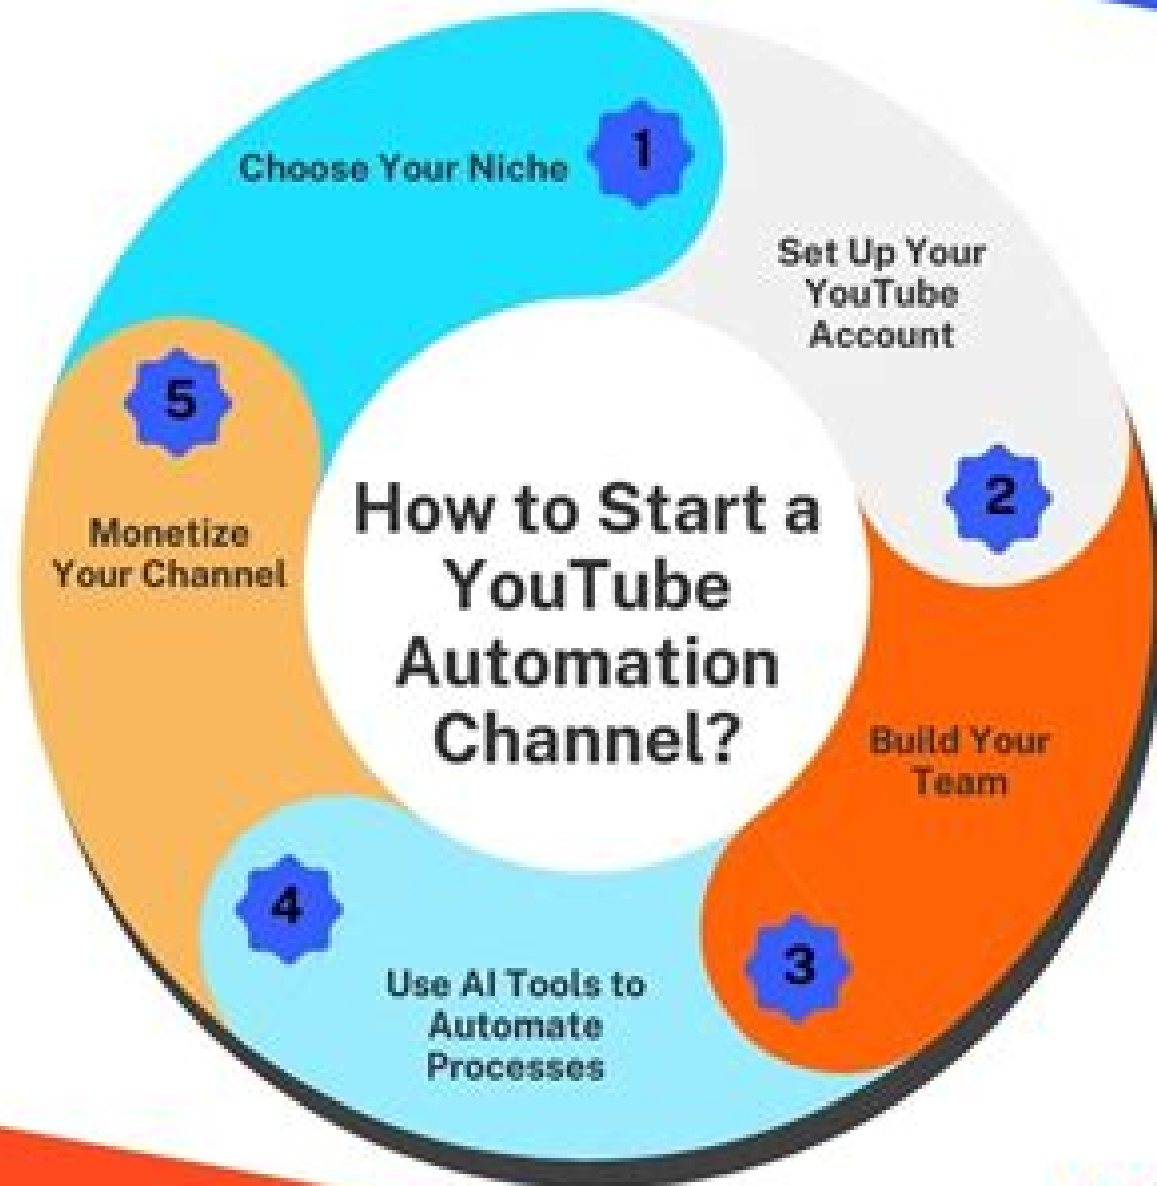 How to Start a
YouTube
Automation
Channel?
Choose Your Niche
1
Set Up Your
YouTube
Account
2
Build Your
Team
3
Use AI Tools to
Automate
Processes
4
Monetize
Your Channel
5